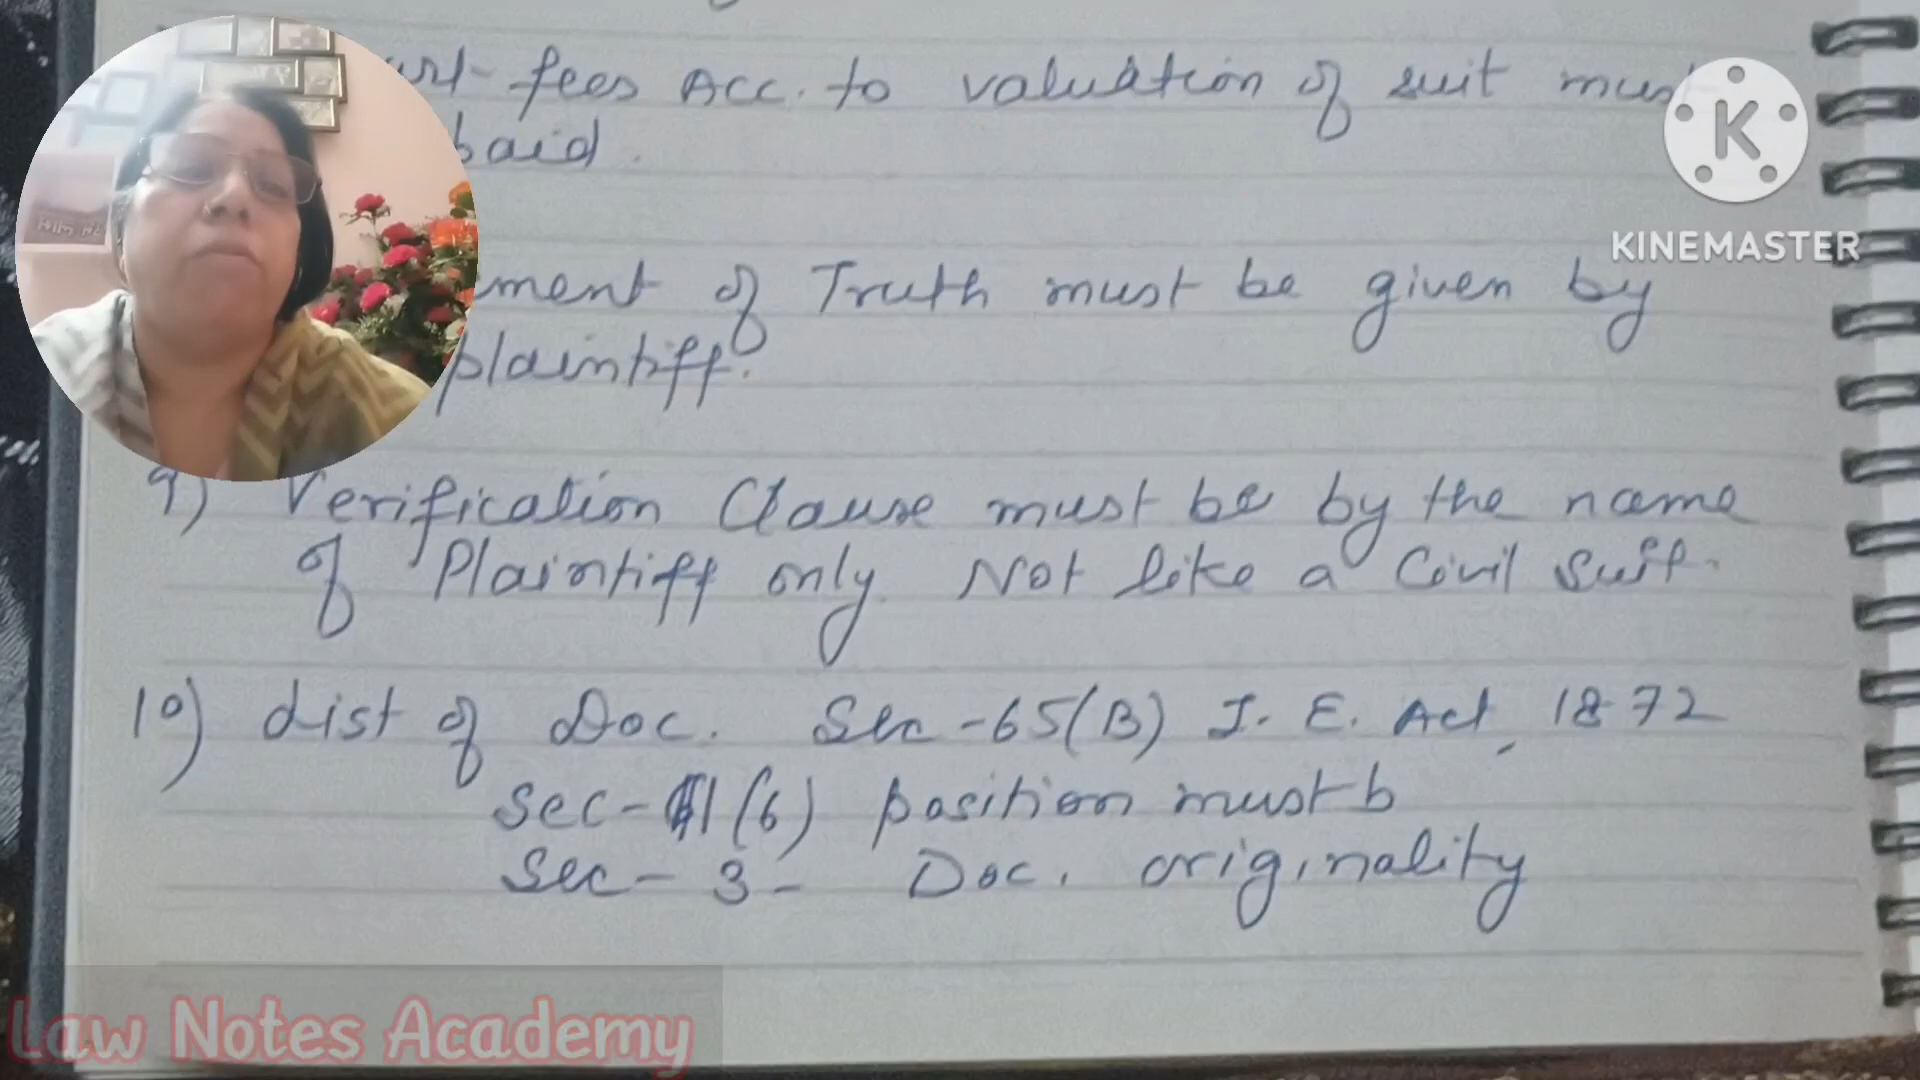 fees Acc. to valuation of suit must
paid.
of Truth must be given by
plaintiff.
9) Verification Clause must be by the name
of Plaintiff only. Not like a Civil Suit.
10) List of Doc. Sec-65(B) I. E. Act, 1872
Sec- (6) position must b
Sec-3- Doc. originality
K
KINEMASTER
Law Notes Academy